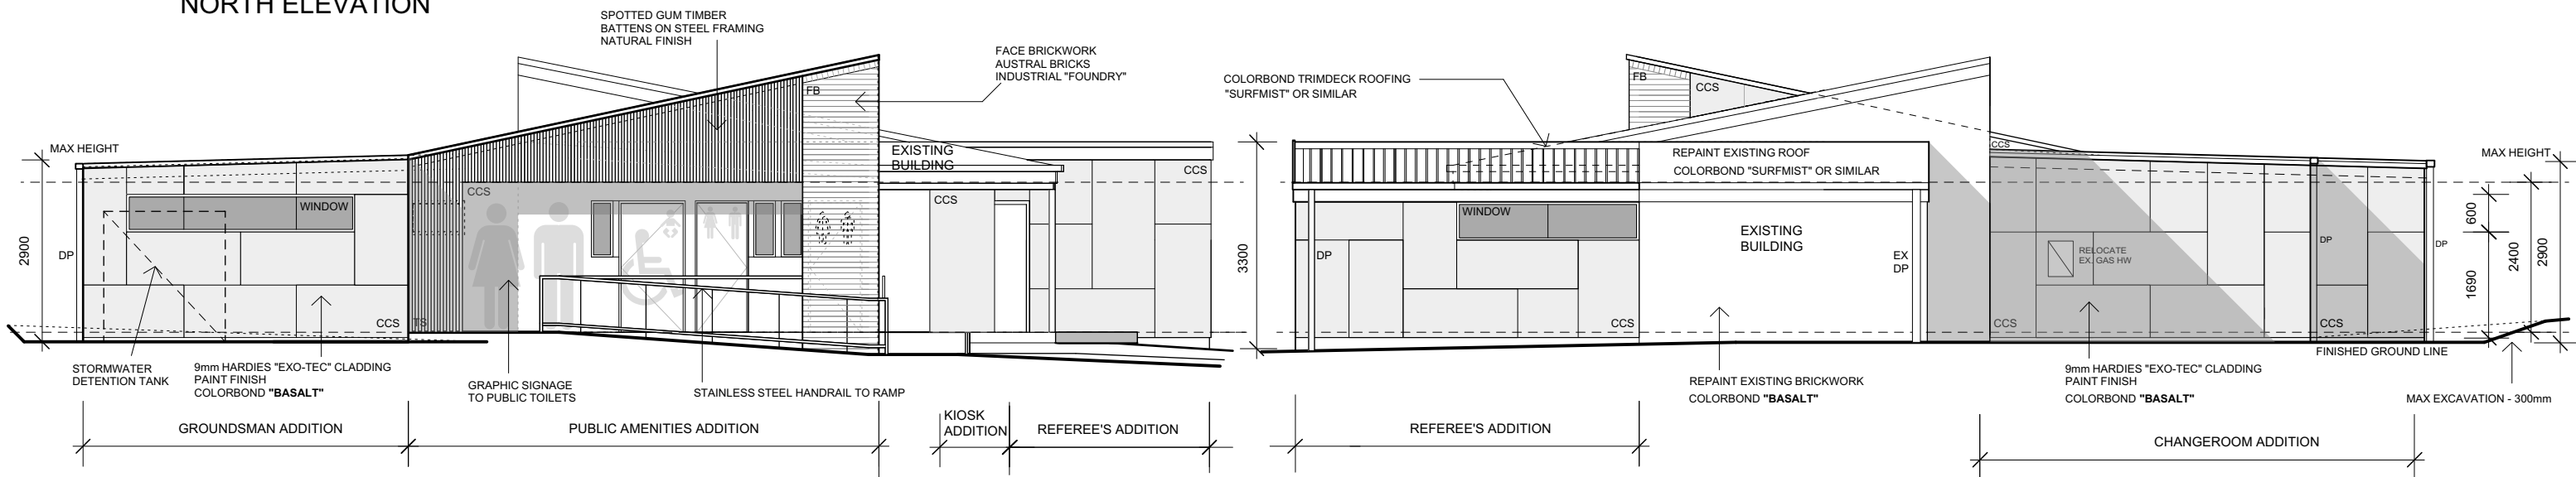 NORTH ELEVATION
SPOTTED GUM TIMBER
BATTENS ON STEEL FRAMING
NATURAL FINISH
FACE BRICKWORK
AUSTRAL BRICKS
INDUSTRIAL "FOUNDRY"
FB
MAX HEIGHT
EXISTING
BUILDING
CCS
CCS
CCS
WINDOW
2900
DP
CCS
TS
STORMWATER
DETENTION TANK
9mm HARDIES "EXO-TEC" CLADDING
PAINT FINISH
COLORBOND "BASALT"
GRAPHIC SIGNAGE
TO PUBLIC TOILETS
STAINLESS STEEL HANDRAIL TO RAMP
GROUNDSMAN ADDITION
PUBLIC AMENITIES ADDITION
KIOSK
ADDITION
REFEREE'S ADDITION
COLORBOND TRIMDECK ROOFING
"SURFMIST" OR SIMILAR
FB
CCS
REPAINT EXISTING ROOF
COLORBOND "SURFMIST" OR SIMILAR
CCS
MAX HEIGHT
WINDOW
EXISTING
BUILDING
3300
DP
EX
DP
RELOCATE
EX. GAS HW
DP
DP
600
1690
2400
2900
CCS
CCS
CCS
FINISHED GROUND LINE
REPAINT EXISTING BRICKWORK
COLORBOND "BASALT"
9mm HARDIES "EXO-TEC" CLADDING
PAINT FINISH
COLORBOND "BASALT"
MAX EXCAVATION - 300mm
REFEREE'S ADDITION
CHANGEROOM ADDITION